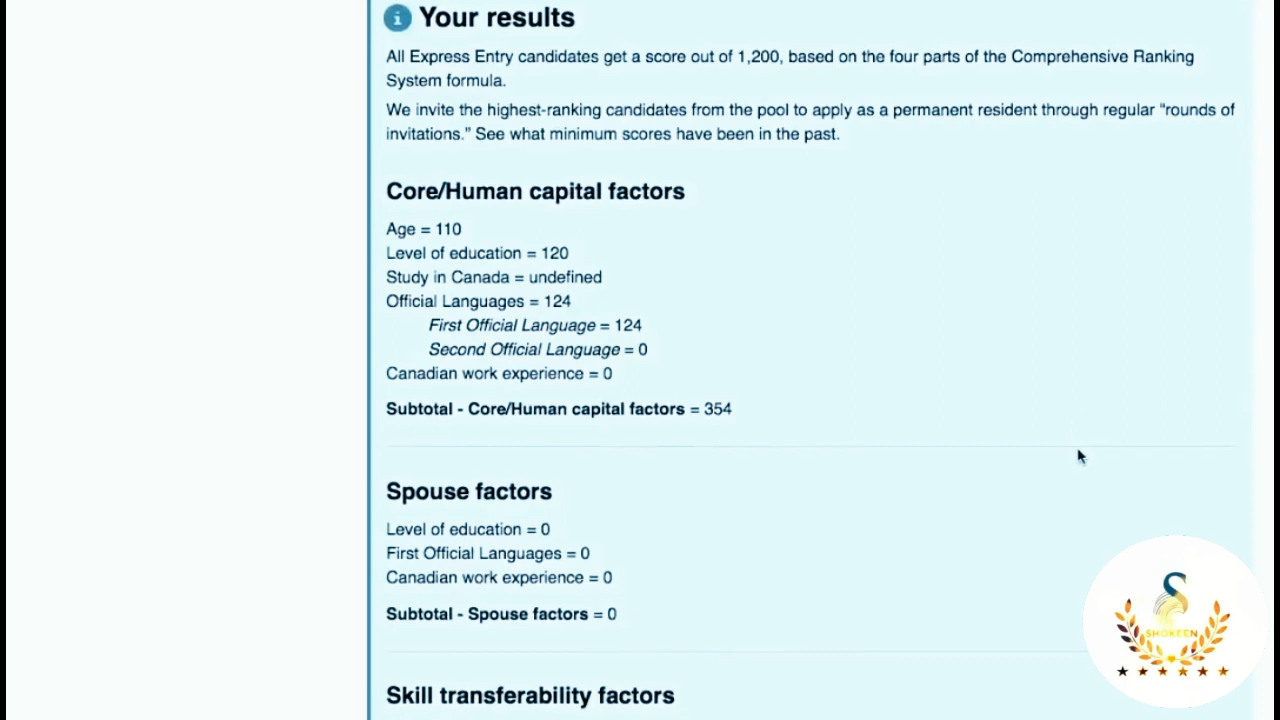 Your results
All Express Entry candidates get a score out of 1,200, based on the four parts of the Comprehensive Ranking
System formula.
We invite the highest-ranking candidates from the pool to apply as a permanent resident through regular “rounds of
invitations.” See what minimum scores have been in the past.
Core/Human capital factors
Age = 110
Level of education = 120
Study in Canada = undefined
Official Languages = 124
First Official Language = 124
Second Official Language = 0
Canadian work experience = 0
Subtotal - Core/Human capital factors = 354
Spouse factors
Level of education = 0
First Official Languages = 0
Canadian work experience = 0
Subtotal - Spouse factors = 0
SHOKEEN
Skill transferability factors